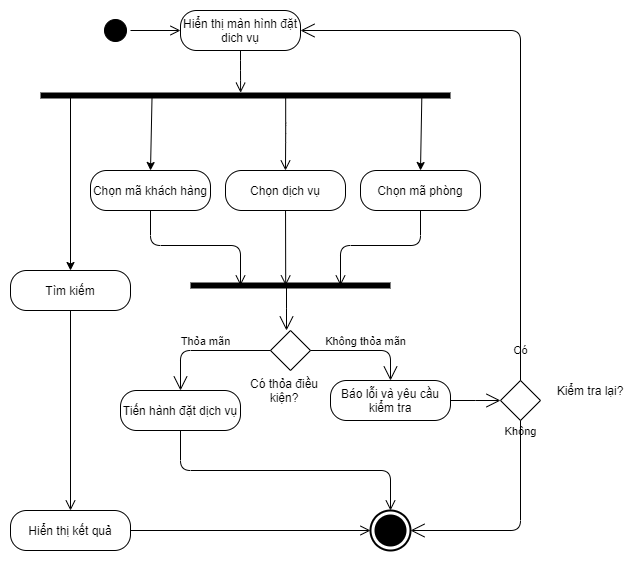 Hiển thị màn hình đặt
dich vụ
Chọn mã khách hàng
Chọn dịch vụ
Chọn mã phòng
Tìm kiếm
Thỏa mãn
Không thỏa mãn
Có
Có thỏa điều
kiện?
Tiến hành đặt dịch vụ
Báo lỗi và yêu cầu
kiểm tra
Kiểm tra lại?
Không
Hiển thị kết quả